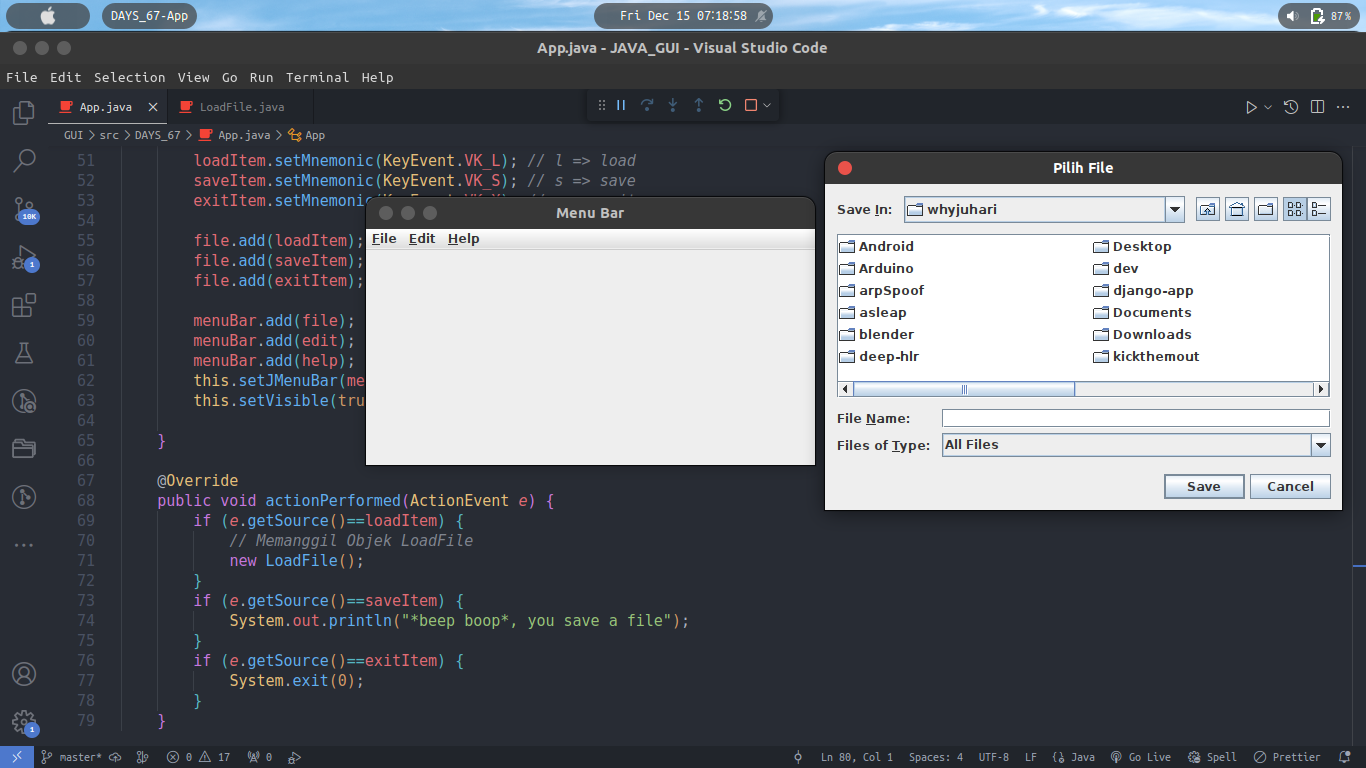 DAYS_67-App
Fri Dec 15 07:18:58
87%
App.java - JAVA_GUI - Visual Studio Code
File Edit Selection View Go Run Terminal Help
App.java
LoadFile.java
GUI > src > DAYS_67 > App.java > App
10K
1
1
51 loadItem.setMnemonic(KeyEvent.VK_L); // l => load
52 saveItem.setMnemonic(KeyEvent.VK_S); // s => save
53 exitItem.setMnemonic
54
55 file.add(loadItem);
56 file.add(saveItem);
57 file.add(exitItem);
58
59 menuBar.add(file);
60 menuBar.add(edit);
61 menuBar.add(help);
62 this.setJMenuBar(me
63 this.setVisible(tru
64
65 }
66
67 @Override
68 public void actionPerformed(ActionEvent e) {
69 if (e.getSource()==loadItem) {
70 // Memanggil Objek LoadFile
71 new LoadFile();
72 }
73 if (e.getSource()==saveItem) {
74 System.out.println("*beep boop*, you save a file");
75 }
76 if (e.getSource()==exitItem) {
77 System.exit(0);
78 }
79 }
Menu Bar
File Edit Help
Pilih File
Save In: whyjuhari
Android
Arduino
arpSpoof
asleap
blender
deep-hlr
Desktop
dev
django-app
Documents
Downloads
kickthemout
File Name:
Files of Type: All Files
Save Cancel
master* 0 17 0 Ln 80, Col 1 Spaces: 4 UTF-8 LF {} Java Go Live Spell Prettier